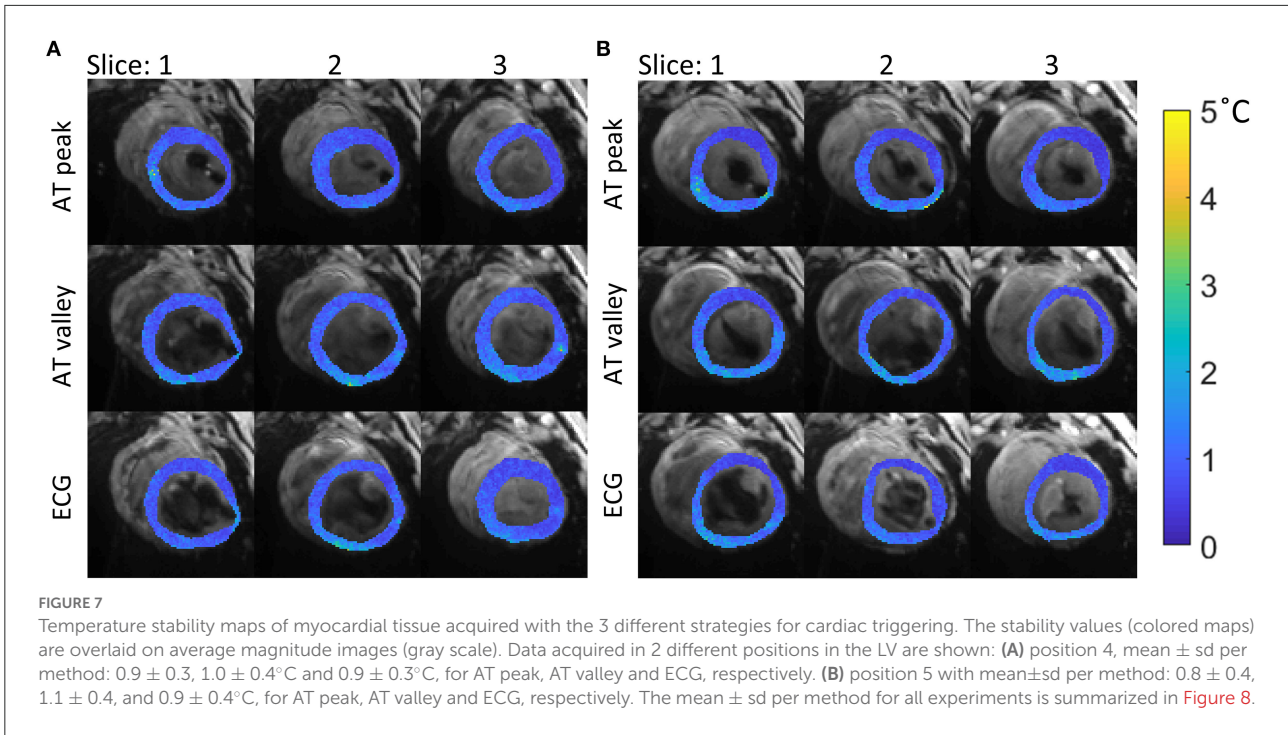 A
B
Slice: 1 2 3
Slice: 1 2 3
AT peak
AT valley
ECG
AT peak
AT valley
ECG
5˚C
4
3
2
1
0
FIGURE 7
Temperature stability maps of myocardial tissue acquired with the 3 different strategies for cardiac triggering. The stability values (colored maps)
are overlaid on average magnitude images (gray scale). Data acquired in 2 different positions in the LV are shown: (A) position 4, mean ± sd per
method: 0.9 ± 0.3, 1.0 ± 0.4°C and 0.9 ± 0.3°C, for AT peak, AT valley and ECG, respectively. (B) position 5 with mean±sd per method: 0.8 ± 0.4,
1.1 ± 0.4, and 0.9 ± 0.4°C, for AT peak, AT valley and ECG, respectively. The mean ± sd per method for all experiments is summarized in Figure 8.